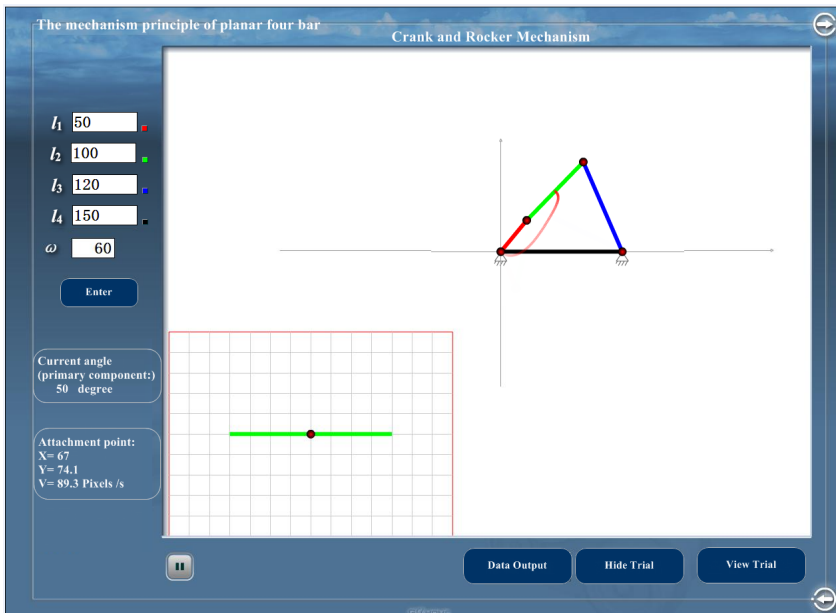 The mechanism principle of planar four bar
Crank and Rocker Mechanism
l1 50
l2 100
l3 120
l4 150
ω 60
Enter
Current angle
(primary component:)
50 degree
Attachment point:
X= 67
Y= 74.1
V= 89.3 Pixels /s
Data Output
Hide Trial
View Trial